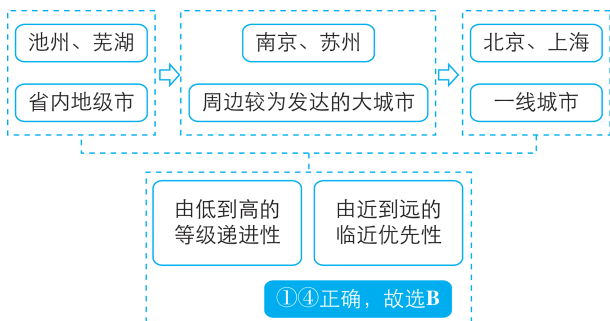 池州、芜湖
南京、苏州
北京、上海
省内地级市
周边较为发达的大城市
一线城市
由低到高的
等级递进性
由近到远的
临近优先性
①④正确，故选B